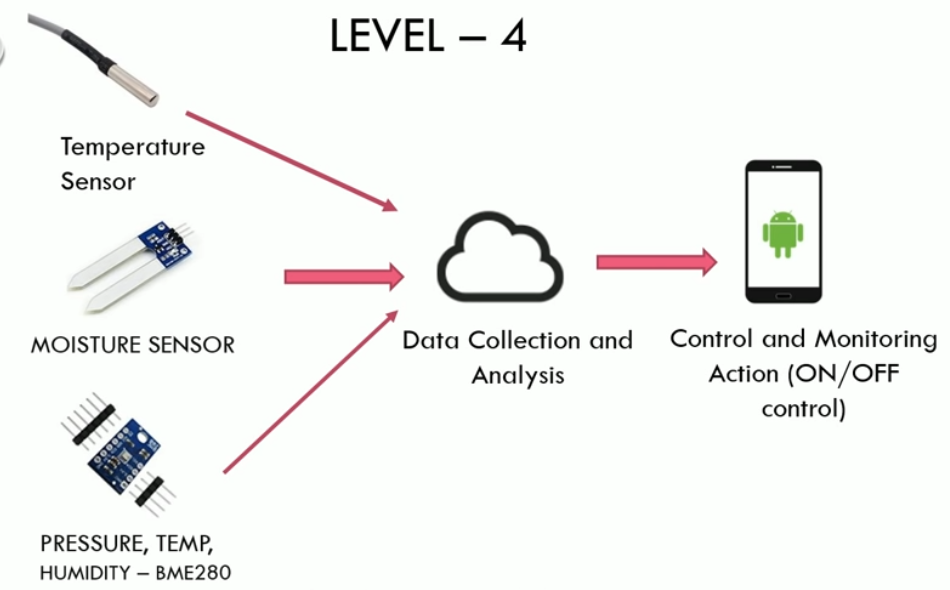 LEVEL – 4
Temperature
Sensor
MOISTURE SENSOR
PRESSURE, TEMP,
HUMIDITY – BME280
Data Collection and
Analysis
Control and Monitoring
Action (ON/OFF
control)